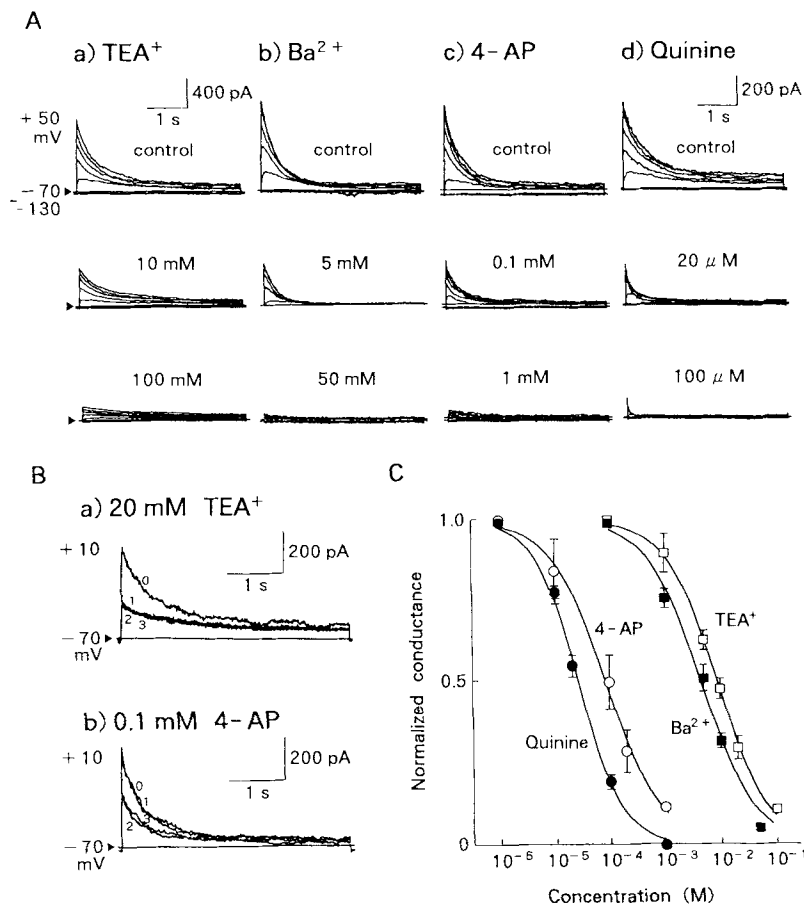 A
a) TEA⁺
b) Ba²⁺
c) 4-AP
d) Quinine
400 pA
1 s
200 pA
1 s
+ 50
mV
control
control
control
control
-70
-130
10 mM
5 mM
0.1 mM
20 μM
100 mM
50 mM
1 mM
100 μM
B
a) 20 mM TEA⁺
+ 10
200 pA
1 s
0
1
2
3
-70
mV
b) 0.1 mM 4-AP
+ 10
200 pA
1 s
0
1
3
2
-70
mV
C
Normalized conductance
1.0
0.5
0
4-AP
TEA⁺
Quinine
Ba²⁺
10⁻⁶ 10⁻⁵ 10⁻⁴ 10⁻³ 10⁻² 10⁻¹
Concentration (M)